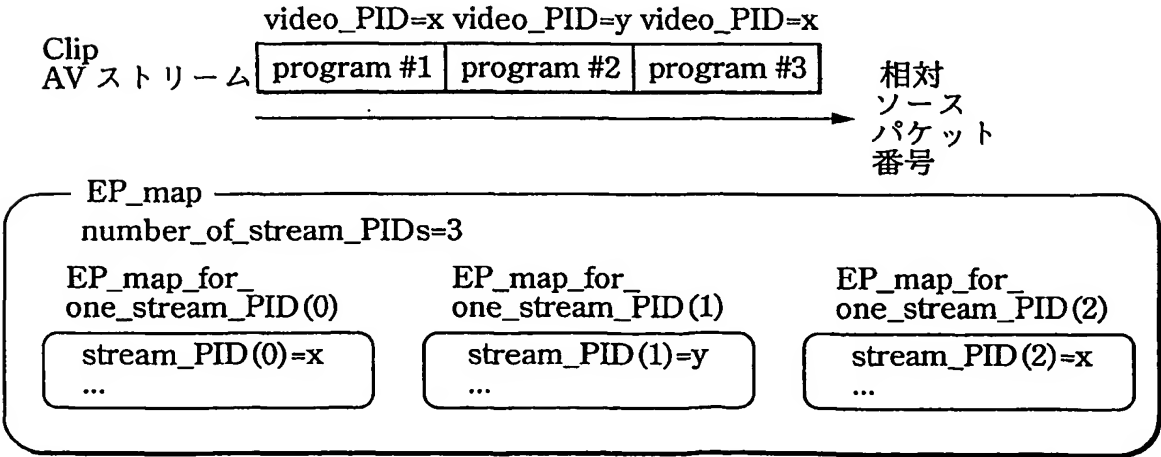 video_PID=x video_PID=y video_PID=x
Clip
AV ストリーム
program #1 program #2 program #3
相対
ソース
パケット
番号
EP_map
number_of_stream_PIDs=3
EP_map_for_
one_stream_PID(0)
stream_PID(0)=x
...
EP_map_for_
one_stream_PID(1)
stream_PID(1)=y
...
EP_map_for_
one_stream_PID(2)
stream_PID(2)=x
...